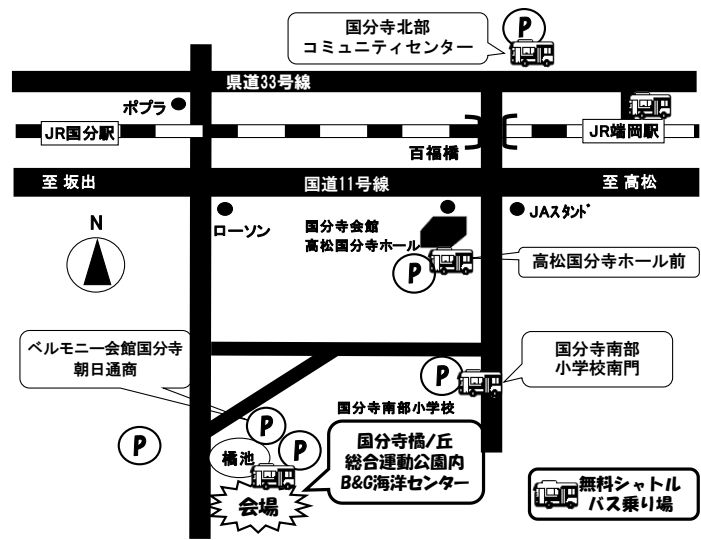 国分寺北部
コミュニティセンター
P
県道33号線
ポプラ
JR国分駅
JR端岡駅
百福橋
至 坂出
国道11号線
至 高松
ローソン
国分寺会館
高松国分寺ホール
JAスタンド
N
P
高松国分寺ホール前
ベルモニー会館国分寺
朝日通商
国分寺南部
小学校南門
P
国分寺南部小学校
P
P
P
橘池
国分寺橘ノ丘
総合運動公園内
B&G海洋センター
会場
無料シャトル
バス乗り場